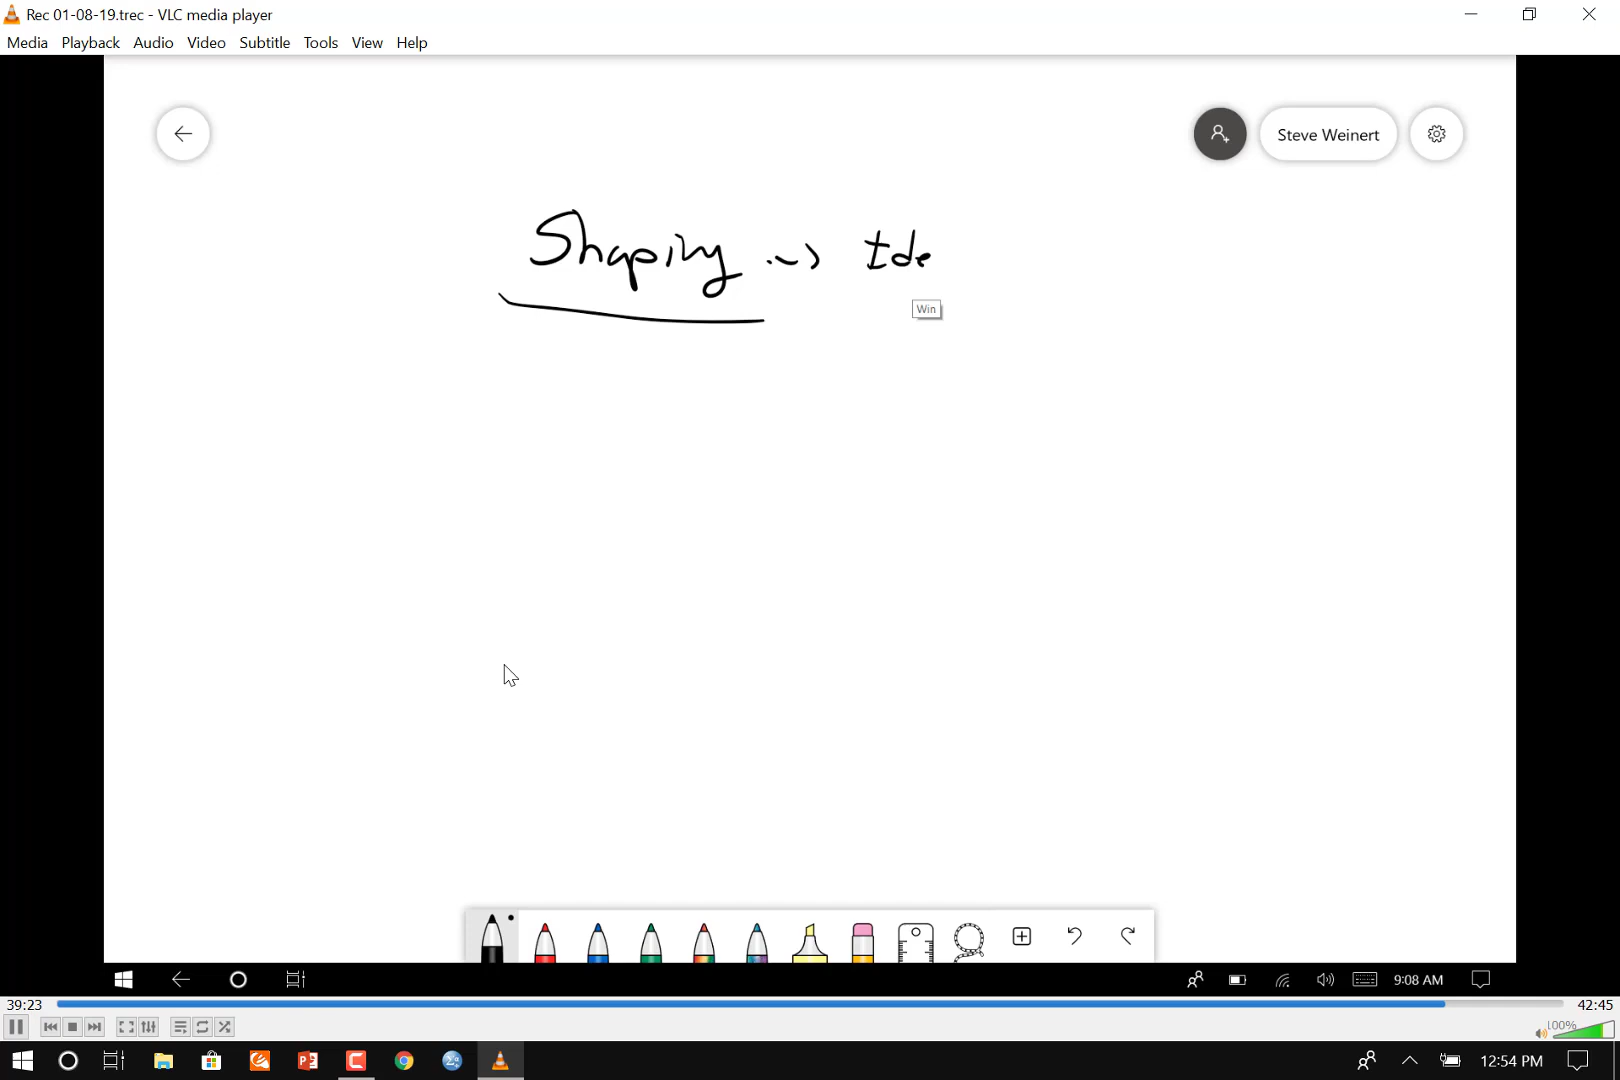 Rec 01-08-19.trec - VLC media player
Media Playback Audio Video Subtitle Tools View Help
Steve Weinert
Shaping --> Ide
Win
9:08 AM
39:23 42:45
100%
12:54 PM